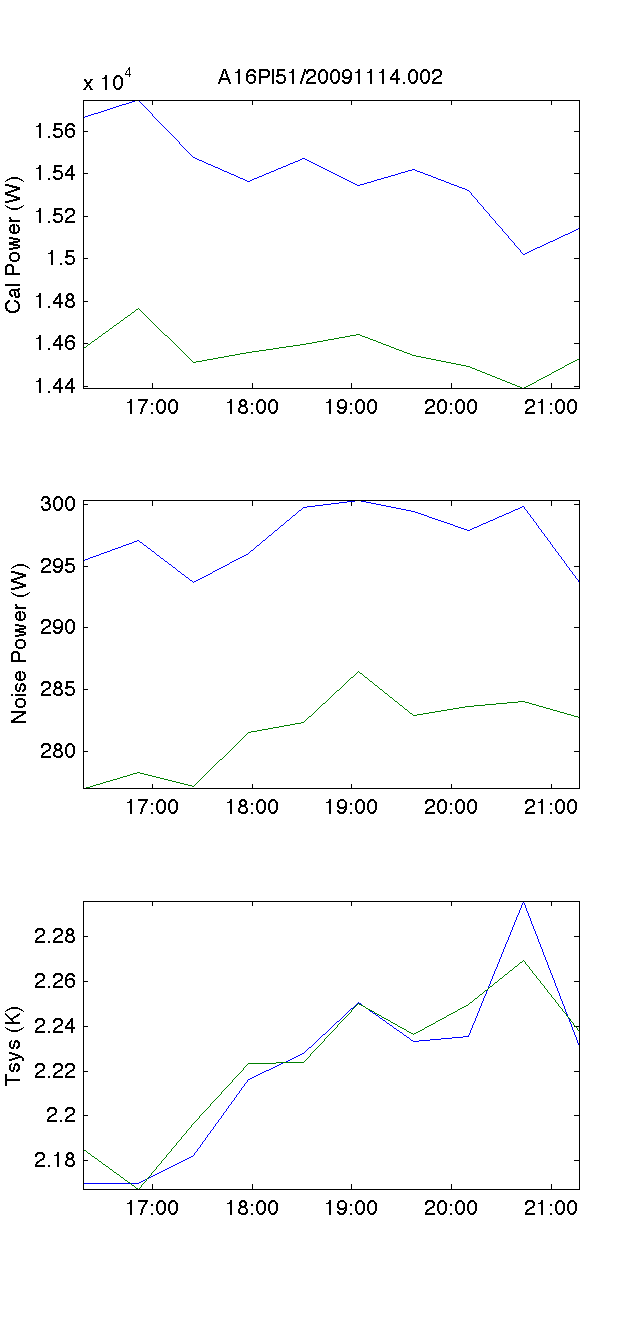 A16PI51/20091114.002
x 10^4
1.56
1.54
1.52
1.5
1.48
1.46
1.44
Cal Power (W)
17:00 18:00 19:00 20:00 21:00
300
295
290
285
280
Noise Power (W)
17:00 18:00 19:00 20:00 21:00
2.28
2.26
2.24
2.22
2.2
2.18
Tsys (K)
17:00 18:00 19:00 20:00 21:00